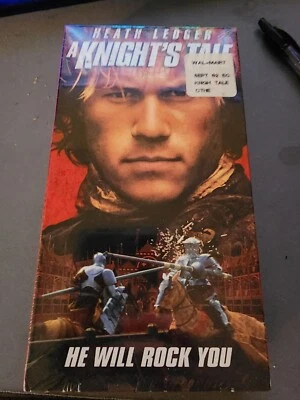 HEATH LEDGER
A KNIGHT'S TALE
WAL-MART
HE WILL ROCK YOU